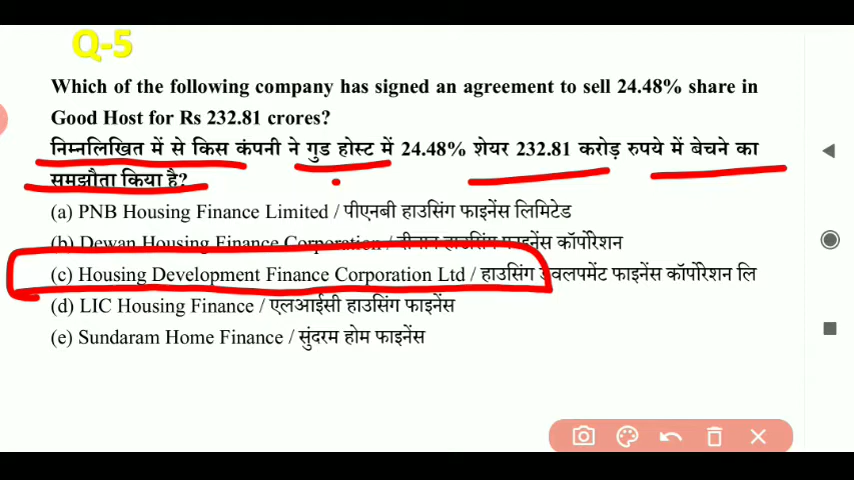 Q-5
Which of the following company has signed an agreement to sell 24.48% share in
Good Host for Rs 232.81 crores?
निम्नलिखित में से किस कंपनी ने गुड होस्ट में 24.48% शेयर 232.81 करोड़ रुपये में बेचने का
समझौता किया है?
(a) PNB Housing Finance Limited / पीएनबी हाउसिंग फाइनेंस लिमिटेड
(b) Dewan Housing Finance Corporation / दीवान हाउसिंग फाइनेंस कॉर्पोरेशन
(c) Housing Development Finance Corporation Ltd / हाउसिंग डेवलपमेंट फाइनेंस कॉर्पोरेशन लि
(d) LIC Housing Finance / एलआईसी हाउसिंग फाइनेंस
(e) Sundaram Home Finance / सुंदरम होम फाइनेंस